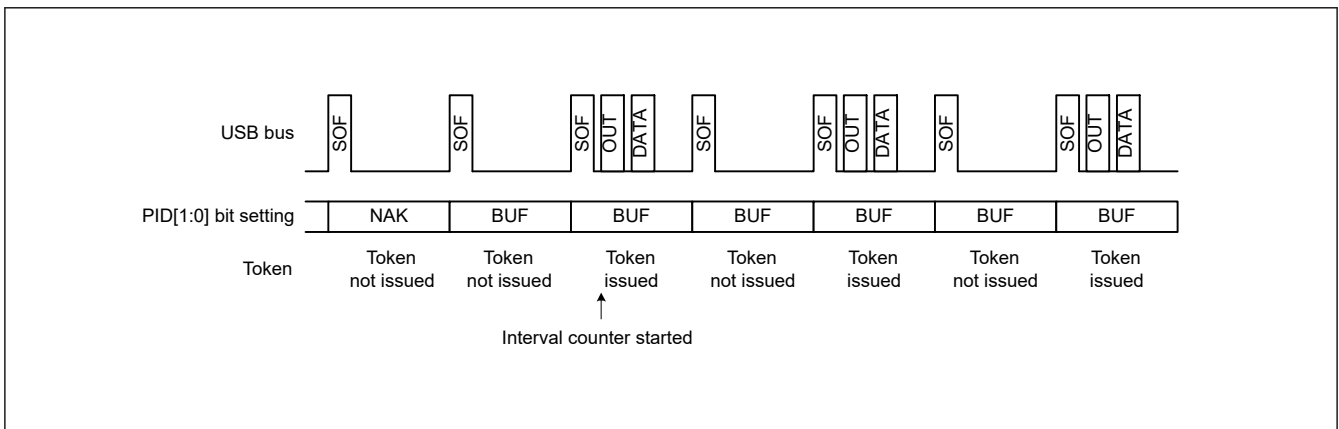 USB bus
SOF
SOF
SOF
OUT
DATA
SOF
SOF
OUT
DATA
SOF
SOF
OUT
DATA
PID[1:0] bit setting
NAK
BUF
BUF
BUF
BUF
BUF
BUF
Token
Token
not issued
Token
not issued
Token
issued
Token
not issued
Token
issued
Token
not issued
Token
issued
Interval counter started